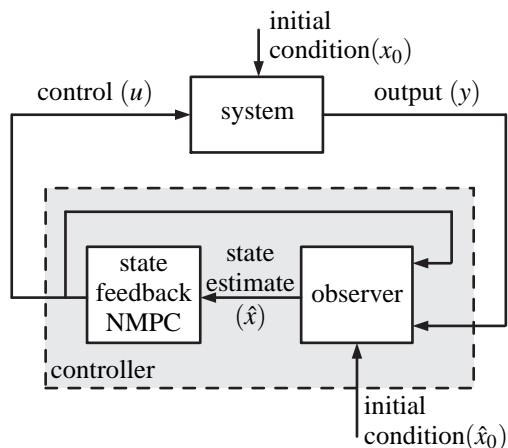 initial
condition(x₀)
control (u)
system
output (y)
state
feedback
NMPC
state
estimate
(x̂)
observer
controller
initial
condition(x̂₀)